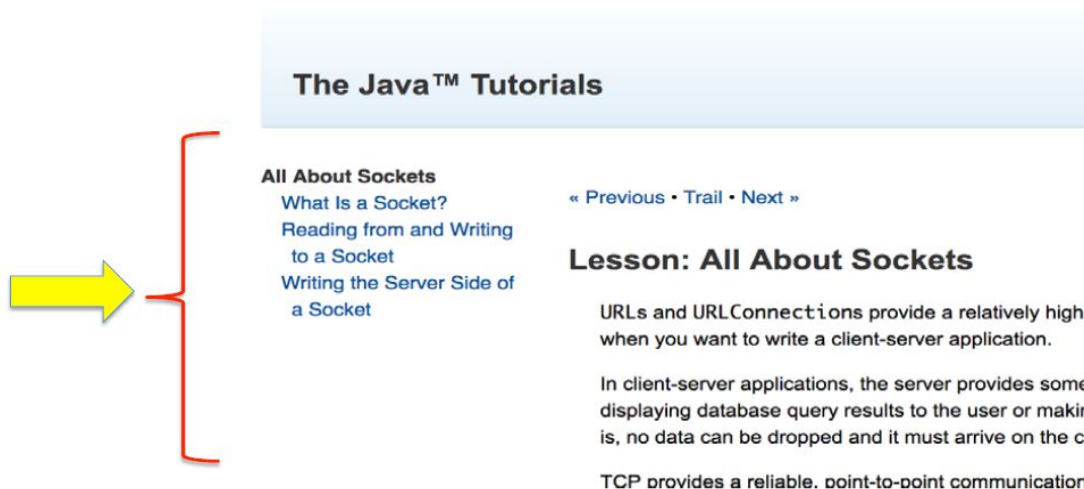 The Java™ Tutorials
All About Sockets
What Is a Socket?
Reading from and Writing
to a Socket
Writing the Server Side of
a Socket
« Previous • Trail • Next »
Lesson: All About Sockets
URLs and URLConnections provide a relatively high
when you want to write a client-server application.
In client-server applications, the server provides some
displaying database query results to the user or makin
is, no data can be dropped and it must arrive on the c
TCP provides a reliable, point-to-point communication